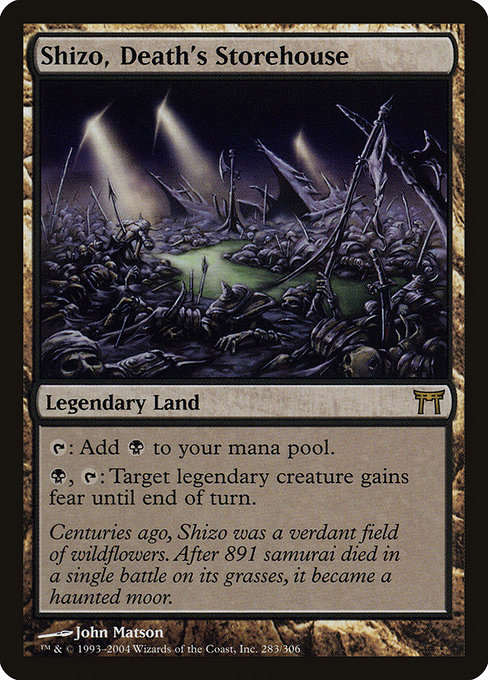 Shizo, Death's Storehouse
Legendary Land
: Add to your mana pool.
, : Target legendary creature gains
fear until end of turn.
Centuries ago, Shizo was a verdant field
of wildflowers. After 891 samurai died in
a single battle on its grasses, it became a
haunted moor.
John Matson
™ & © 1993–2004 Wizards of the Coast, Inc. 283/306